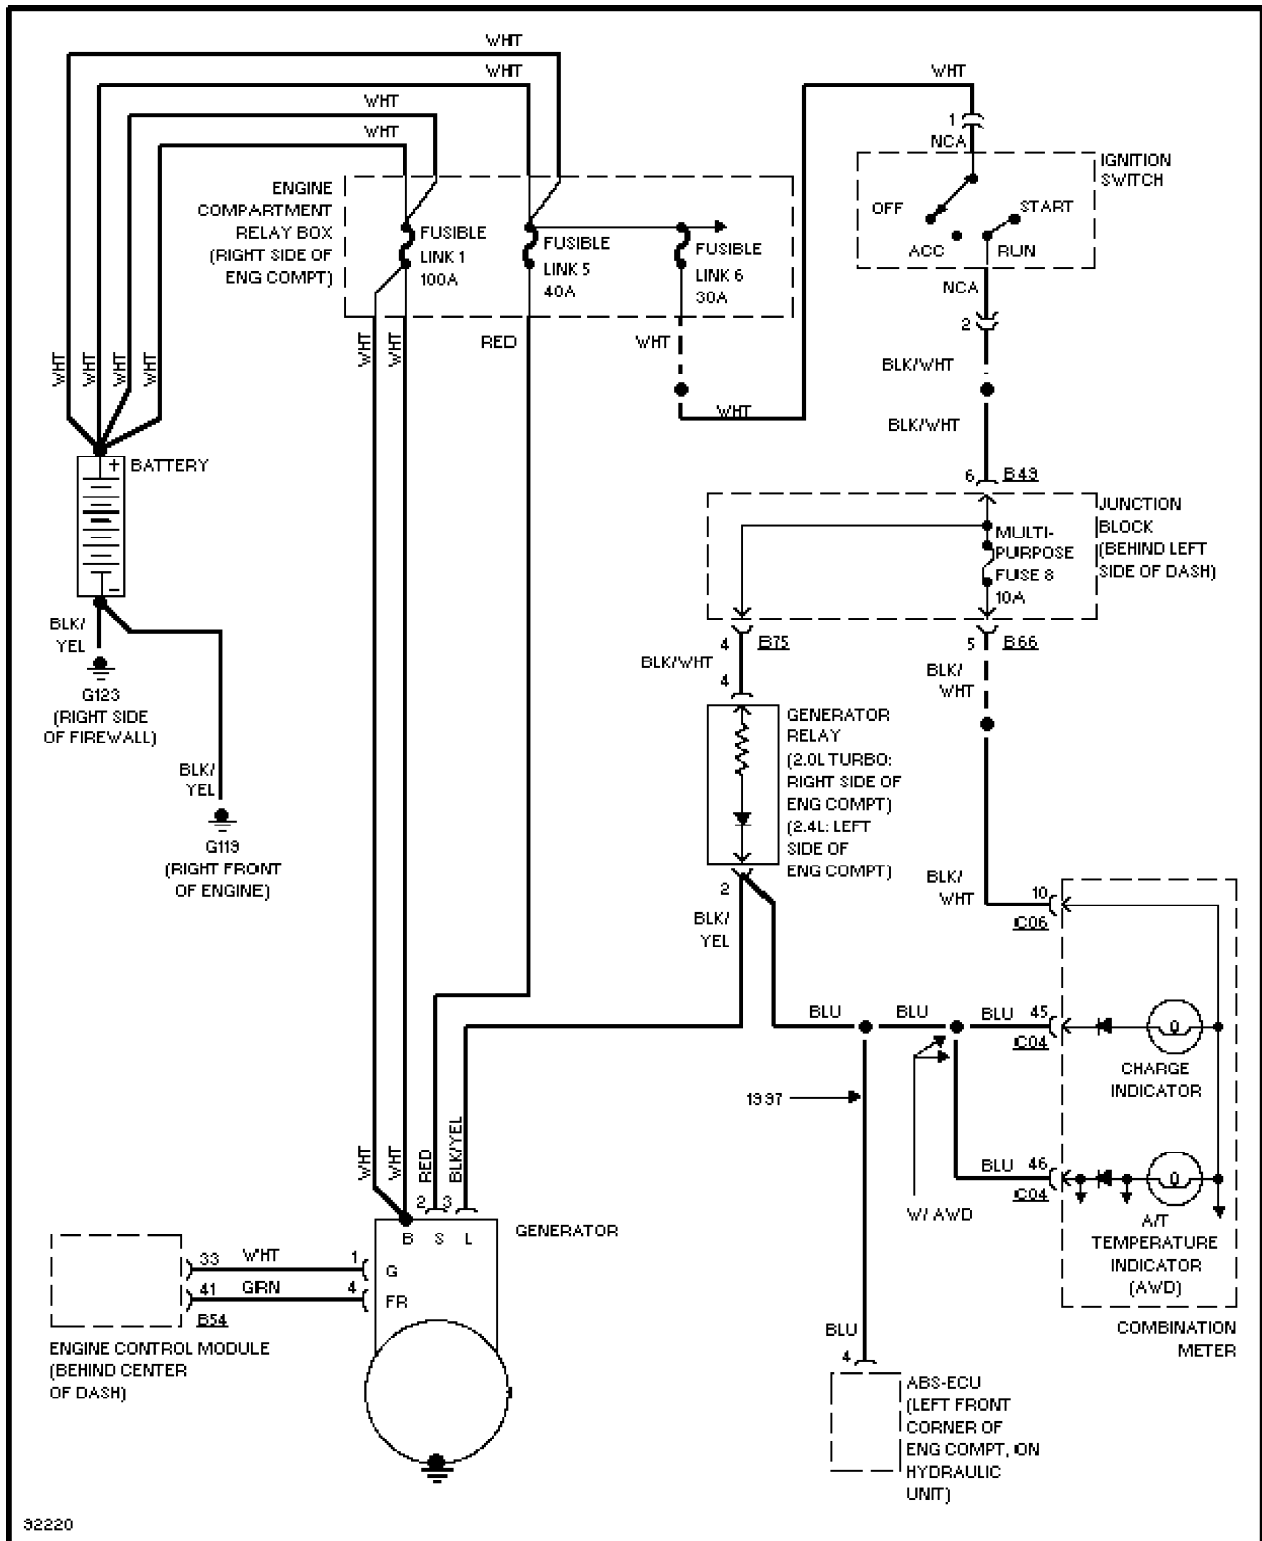 WHT
WHT
WHT
WHT
WHT
1
NCA
IGNITION
SWITCH
OFF
START
ACC
RUN
ENGINE
COMPARTMENT
RELAY BOX
(RIGHT SIDE OF
ENG COMPT)
FUSIBLE
LINK 1
100A
FUSIBLE
LINK 5
40A
FUSIBLE
LINK 6
30A
NCA
2
WHT
WHT
WHT
WHT
WHT
WHT
RED
WHT
BLK/WHT
WHT
BLK/WHT
+
BATTERY
-
6
B49
JUNCTION
BLOCK
(BEHIND LEFT
SIDE OF DASH)
MULTI-
PURPOSE
FUSE 8
10A
BLK/
YEL
G123
(RIGHT SIDE
OF FIREWALL)
4
B75
5
B66
BLK/WHT
4
BLK/
WHT
GENERATOR
RELAY
(2.0L TURBO:
RIGHT SIDE OF
ENG COMPT)
(2.4L: LEFT
SIDE OF
ENG COMPT)
BLK/
YEL
G119
(RIGHT FRONT
OF ENGINE)
2
BLK/
YEL
BLK/
WHT
10
C06
BLU
BLU
BLU
45
C04
CHARGE
INDICATOR
1997
WHT
WHT
RED
BLK/YEL
BLU
46
C04
W/ AWD
A/T
TEMPERATURE
INDICATOR
(AWD)
COMBINATION
METER
2
3
B
S
L
GENERATOR
33
WHT
1
G
41
GRN
4
FR
B54
ENGINE CONTROL MODULE
(BEHIND CENTER
OF DASH)
BLU
4
ABS-ECU
(LEFT FRONT
CORNER OF
ENG COMPT, ON
HYDRAULIC
UNIT)
92220